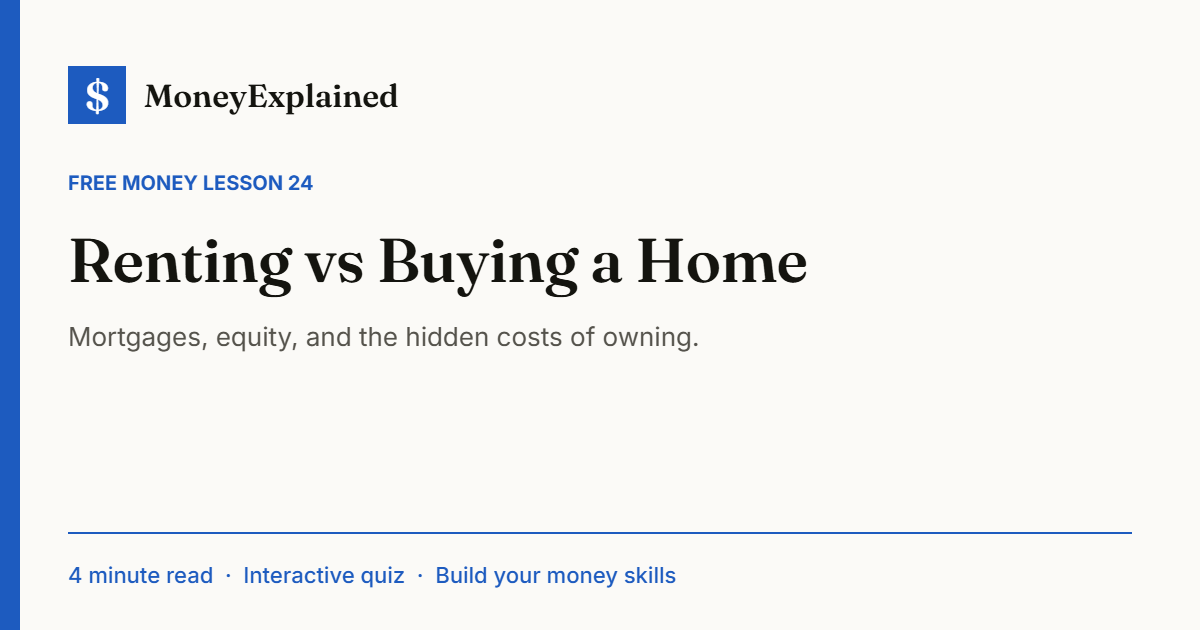 $ MoneyExplained
FREE MONEY LESSON 24
Renting vs Buying a Home
Mortgages, equity, and the hidden costs of owning.
4 minute read · Interactive quiz · Build your money skills